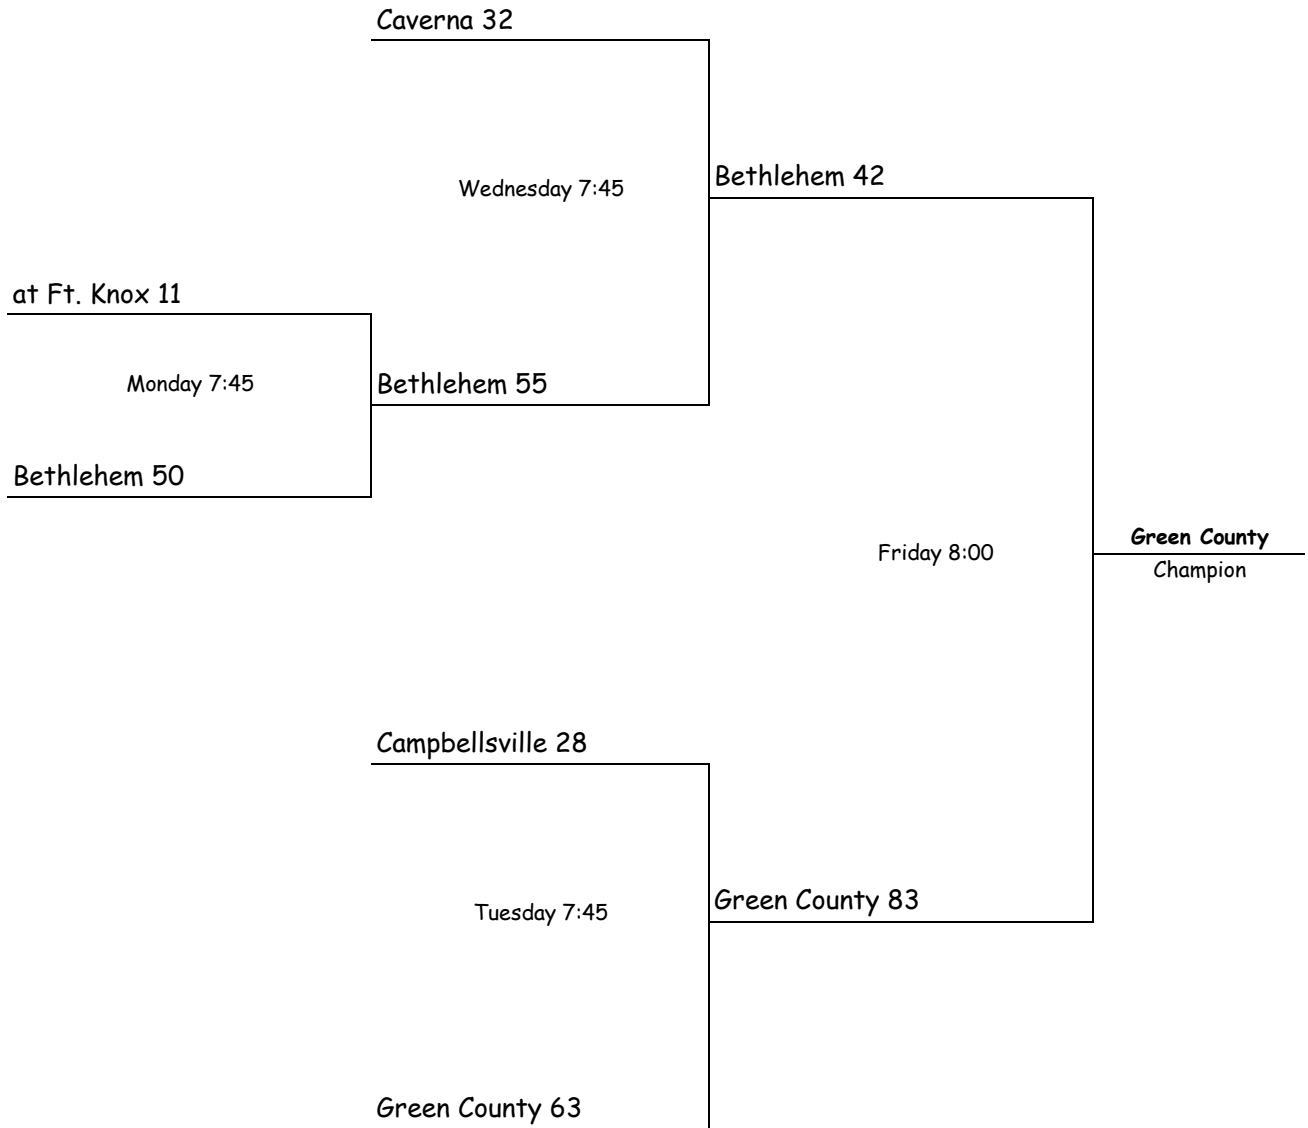 Caverna 32
Wednesday 7:45
Bethlehem 42
at Ft. Knox 11
Monday 7:45
Bethlehem 55
Bethlehem 50
Friday 8:00
Green County
Champion
Campbellsville 28
Tuesday 7:45
Green County 83
Green County 63